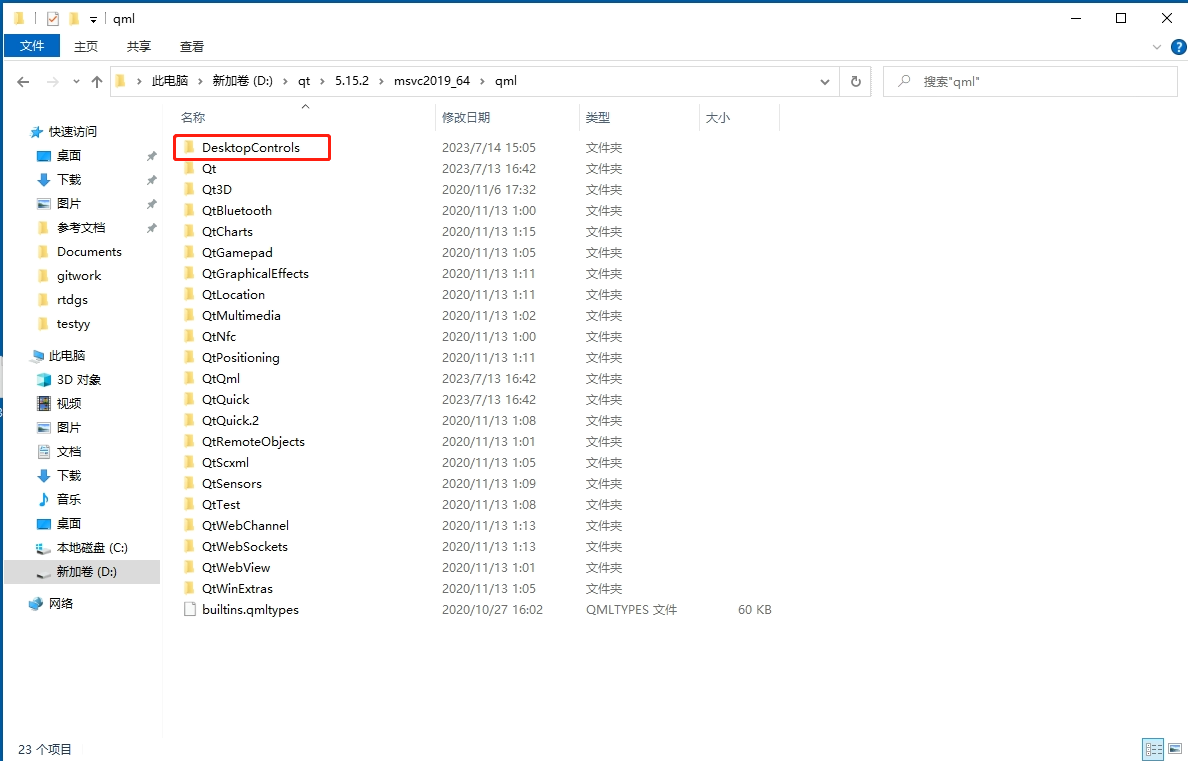 qml
文件 主页 共享 查看
此电脑 新加卷 (D:) qt 5.15.2 msvc2019_64 qml
搜索"qml"
快速访问
桌面
下载
图片
参考文档
Documents
gitwork
rtdgs
testyy
此电脑
3D 对象
视频
图片
文档
下载
音乐
桌面
本地磁盘 (C:)
新加卷 (D:)
网络
名称 修改日期 类型 大小
DesktopControls 2023/7/14 15:05 文件夹
Qt 2023/7/13 16:42 文件夹
Qt3D 2020/11/6 17:32 文件夹
QtBluetooth 2020/11/13 1:00 文件夹
QtCharts 2020/11/13 1:15 文件夹
QtGamepad 2020/11/13 1:05 文件夹
QtGraphicalEffects 2020/11/13 1:11 文件夹
QtLocation 2020/11/13 1:11 文件夹
QtMultimedia 2020/11/13 1:02 文件夹
QtNfc 2020/11/13 1:00 文件夹
QtPositioning 2020/11/13 1:11 文件夹
QtQml 2023/7/13 16:42 文件夹
QtQuick 2023/7/13 16:42 文件夹
QtQuick.2 2020/11/13 1:08 文件夹
QtRemoteObjects 2020/11/13 1:01 文件夹
QtScxml 2020/11/13 1:05 文件夹
QtSensors 2020/11/13 1:09 文件夹
QtTest 2020/11/13 1:08 文件夹
QtWebChannel 2020/11/13 1:13 文件夹
QtWebSockets 2020/11/13 1:13 文件夹
QtWebView 2020/11/13 1:01 文件夹
QtWinExtras 2020/11/13 1:05 文件夹
builtins.qmltypes 2020/10/27 16:02 QMLTYPES 文件 60 KB
23 个项目